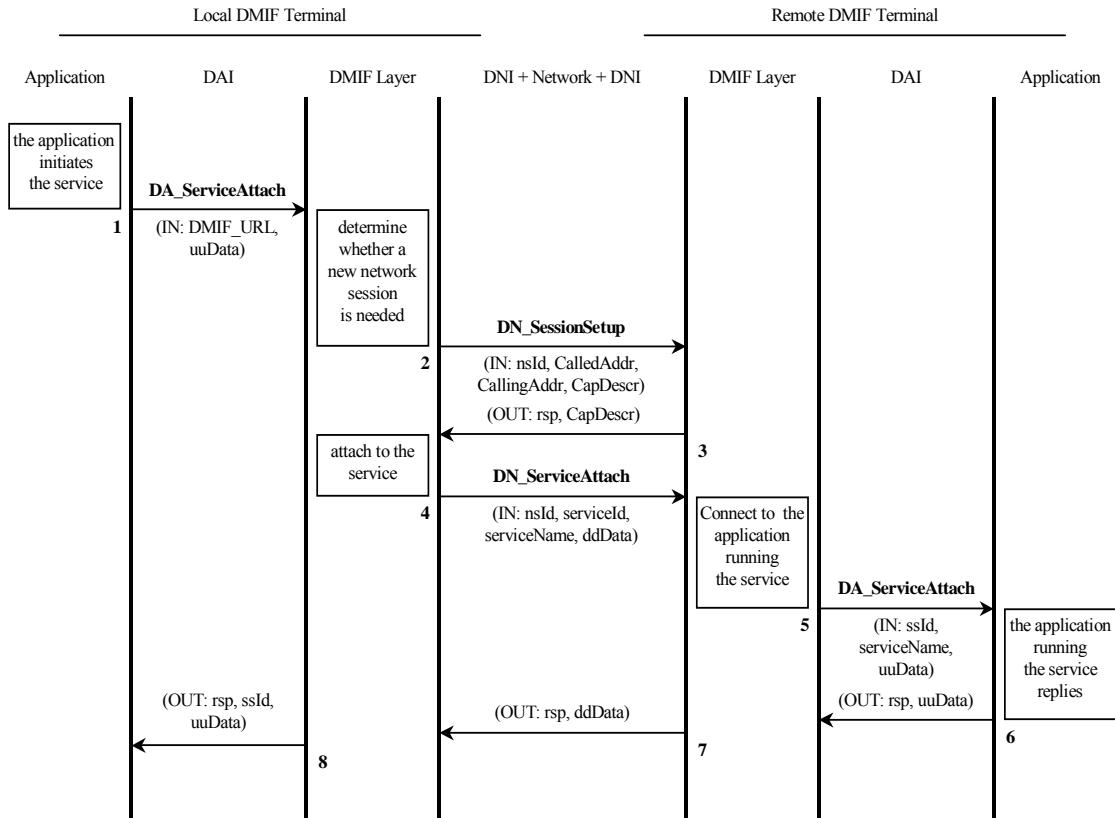 Local DMIF Terminal
Remote DMIF Terminal
Application
DAI
DMIF Layer
DNI + Network + DNI
DMIF Layer
DAI
Application
the application
initiates
the service
DA_ServiceAttach
1
(IN: DMIF_URL,
uuData)
determine
whether a
new network
session
is needed
DN_SessionSetup
2
(IN: nsId, CalledAddr,
CallingAddr, CapDescr)
(OUT: rsp, CapDescr)
3
attach to the
service
DN_ServiceAttach
4
(IN: nsId, serviceId,
serviceName, ddData)
Connect to the
application
running
the service
DA_ServiceAttach
5
(IN: ssId,
serviceName,
uuData)
the application
running
the service
replies
(OUT: rsp, uuData)
6
(OUT: rsp, ddData)
7
(OUT: rsp, ssId,
uuData)
8